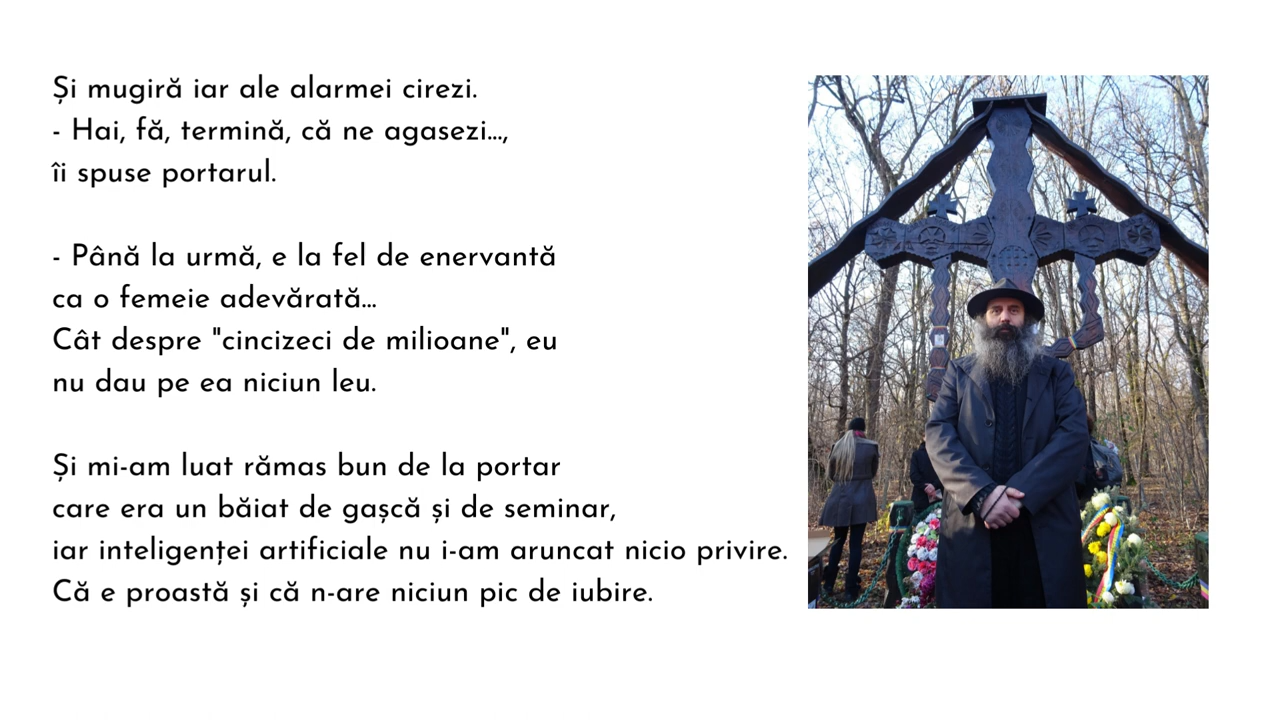 Și mugiră iar ale alarmei cirezi.
- Hai, fă, termină, că ne agasezi...,
îi spuse portarul.
- Până la urmă, e la fel de enervantă
ca o femeie adevărată...
Cât despre "cincizeci de milioane", eu
nu dau pe ea niciun leu.
Și mi-am luat rămas bun de la portar
care era un băiat de gașcă și de seminar,
iar inteligenței artificiale nu i-am aruncat nicio privire.
Că e proastă și că n-are niciun pic de iubire.